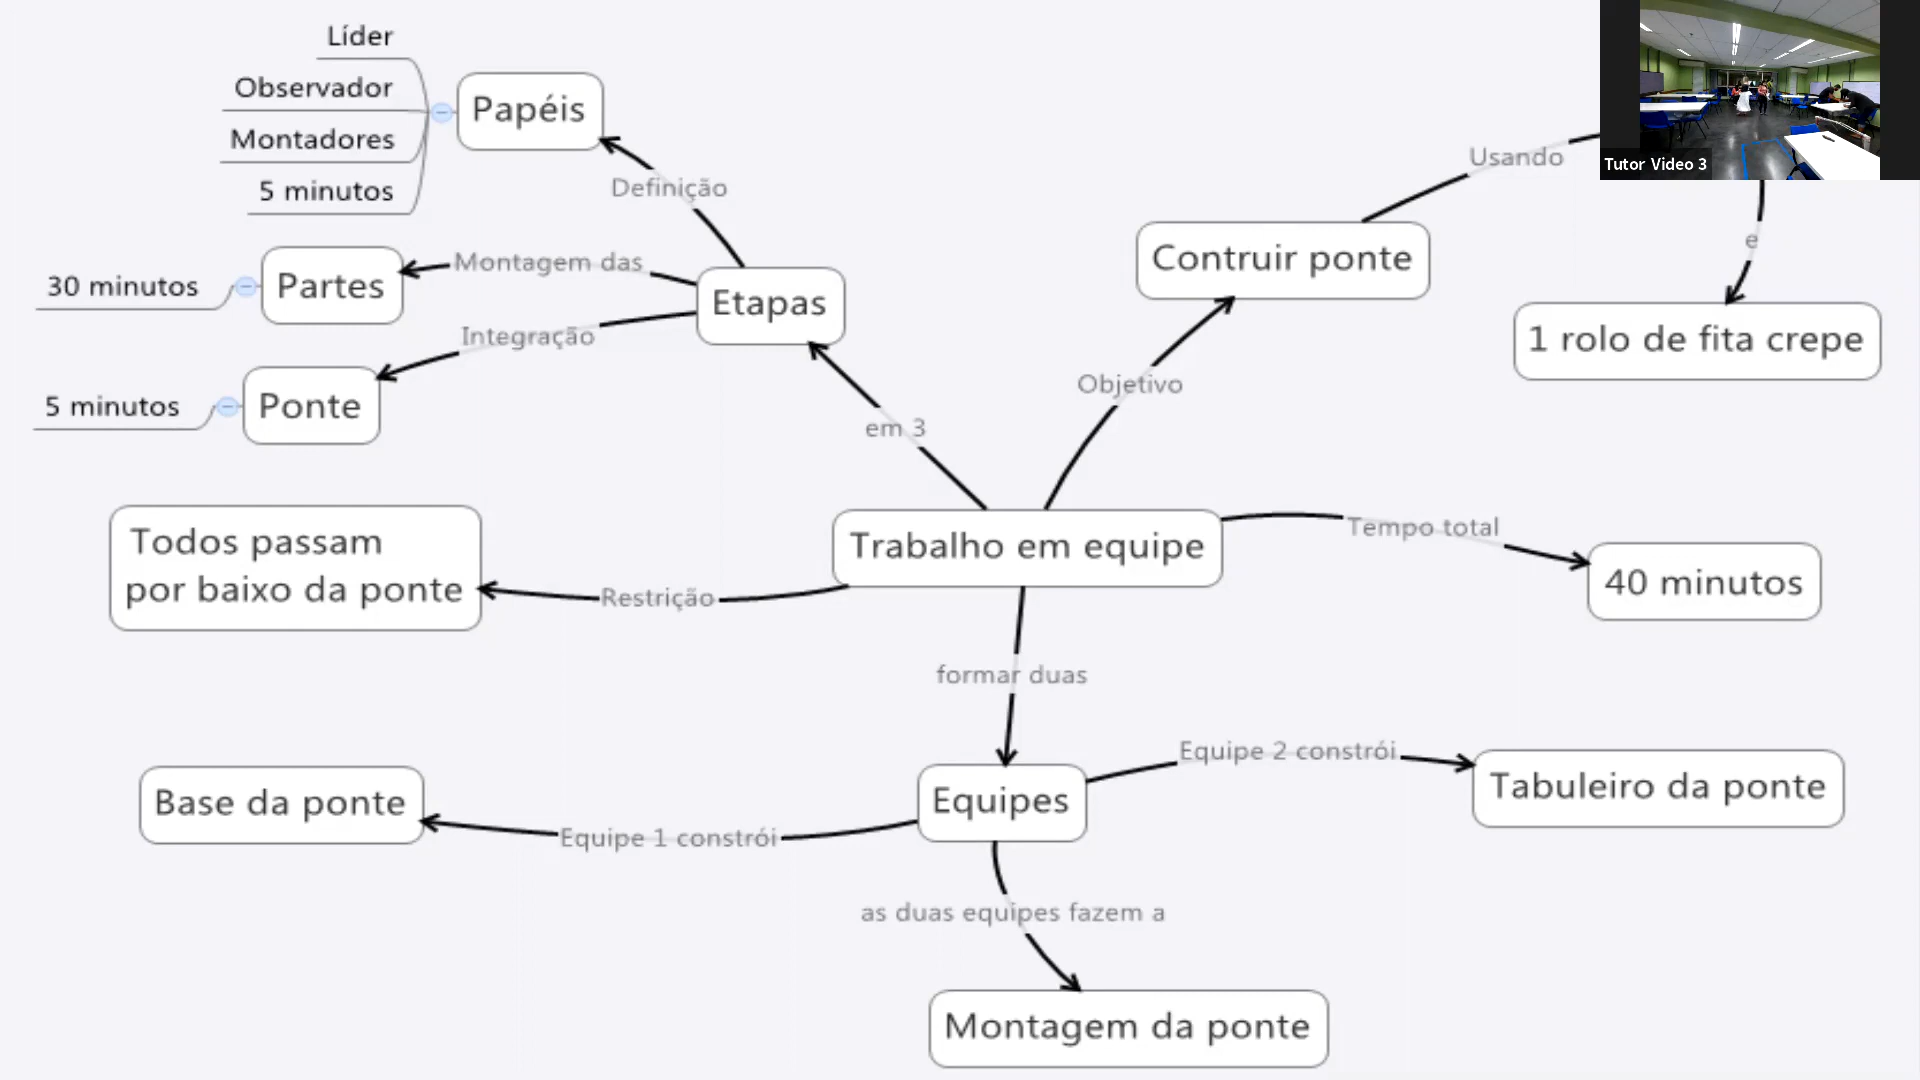 Líder
Observador
Montadores
5 minutos
Papéis
Definição
30 minutos
Partes
Montagem das
Etapas
5 minutos
Ponte
Integração
em 3
Usando
Tutor Video 3
Contruir ponte
e
1 rolo de fita crepe
Objetivo
Todos passam
por baixo da ponte
Restrição
Trabalho em equipe
Tempo total
40 minutos
formar duas
Base da ponte
Equipe 1 constrói
Equipes
Equipe 2 constrói
Tabuleiro da ponte
as duas equipes fazem a
Montagem da ponte